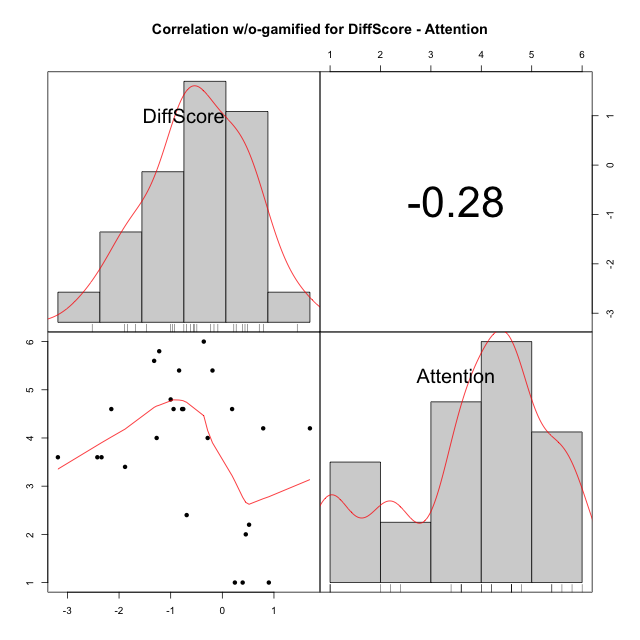 Correlation w/o-gamified for DiffScore - Attention
1 2 3 4 5 6
DiffScore
-0.28
1
0
-1
-2
-3
6
5
4
3
2
1
Attention
-3 -2 -1 0 1